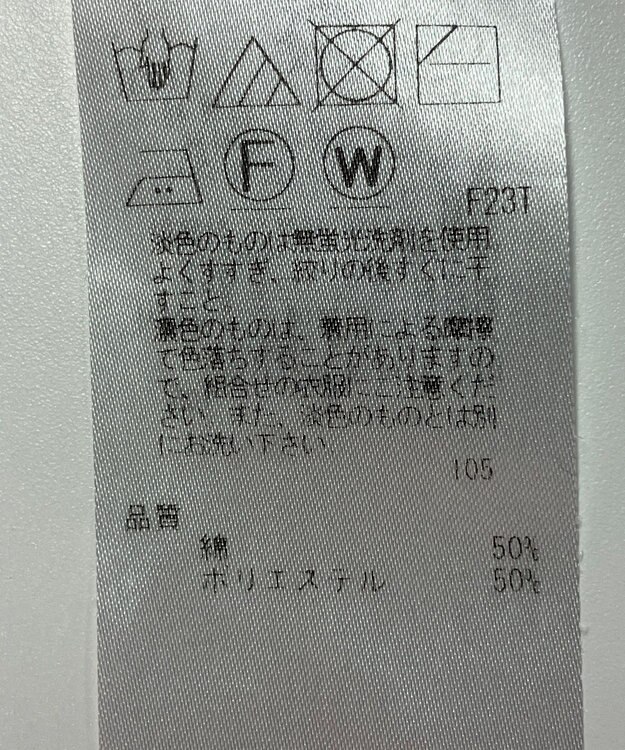 F
W
F23T
淡色のものは無蛍光洗剤を使用
よくすすぎ、絞りの後すぐに干
すこと。
濃色のものは、着用による摩擦
で色落ちすることがありますの
で、組合せの衣服にご注意くだ
さい。また、淡色のものとは別
にお洗い下さい。
105
品質
綿 50%
ポリエステル 50%